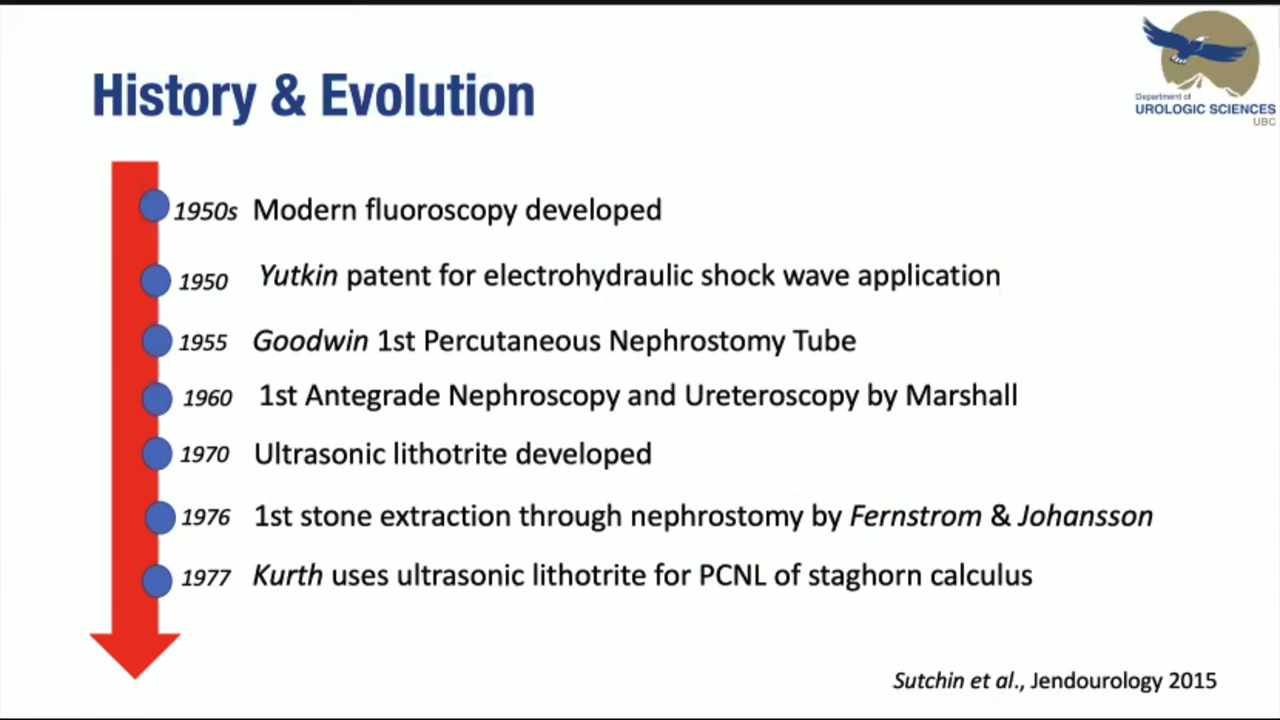 Department of
UROLOGIC SCIENCES
UBC
History & Evolution
1950s Modern fluoroscopy developed
1950 Yutkin patent for electrohydraulic shock wave application
1955 Goodwin 1st Percutaneous Nephrostomy Tube
1960 1st Antegrade Nephroscopy and Ureteroscopy by Marshall
1970 Ultrasonic lithotrite developed
1976 1st stone extraction through nephrostomy by Fernstrom & Johansson
1977 Kurth uses ultrasonic lithotrite for PCNL of staghorn calculus
Sutchin et al., Jendourology 2015